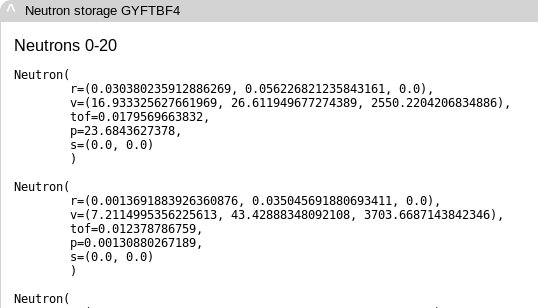 Neutron storage GYFTBF4
Neutrons 0-20
Neutron(
r=(0.030380235912886269, 0.056226821235843161, 0.0),
v=(16.933325627661969, 26.611949677274389, 2550.2204206834886),
tof=0.0179569663832,
p=23.6843627378,
s=(0.0, 0.0)
)
Neutron(
r=(0.0013691883926360876, 0.035045691880693411, 0.0),
v=(7.2114995356225613, 43.42888348092108, 3703.6687143842346),
tof=0.012378786759,
p=0.00130880267189,
s=(0.0, 0.0)
)
Neutron(